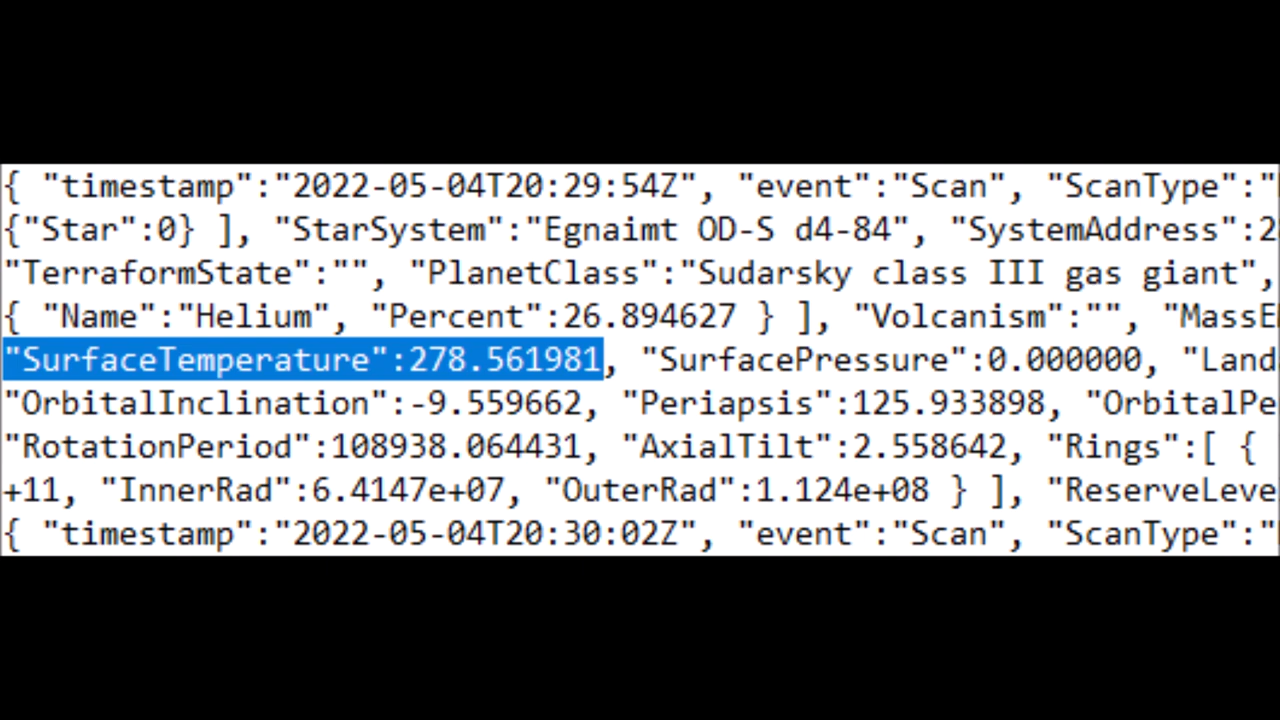 { "timestamp":"2022-05-04T20:29:54Z", "event":"Scan", "ScanType":"
{"Star":0} ], "StarSystem":"Egnaimt OD-S d4-84", "SystemAddress":2
"TerraformState":"", "PlanetClass":"Sudarsky class III gas giant",
{ "Name":"Helium", "Percent":26.894627 } ], "Volcanism":"", "MassE
"SurfaceTemperature":278.561981, "SurfacePressure":0.000000, "Land
"OrbitalInclination":-9.559662, "Periapsis":125.933898, "OrbitalPe
"RotationPeriod":108938.064431, "AxialTilt":2.558642, "Rings":[ {
+11, "InnerRad":6.4147e+07, "OuterRad":1.124e+08 } ], "ReserveLeve
{ "timestamp":"2022-05-04T20:30:02Z", "event":"Scan", "ScanType":"